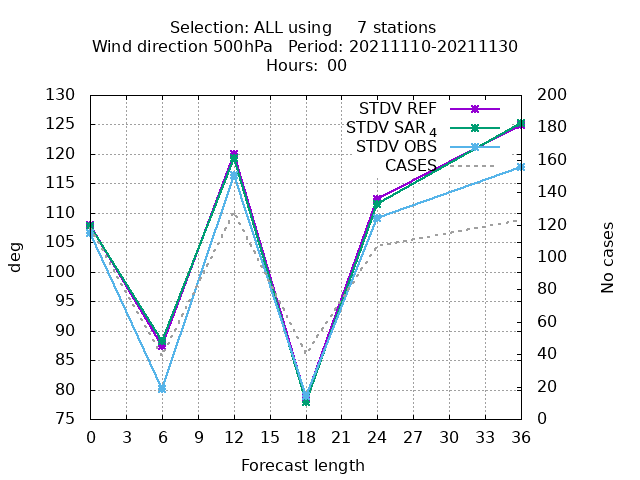 Selection: ALL using     7 stations
Wind direction 500hPa   Period: 20211110-20211130
Hours: 00
130
125
120
115
110
105
100
95
90
85
80
75
200
180
160
140
120
100
80
60
40
20
0
STDV REF
STDV SAR 4
STDV OBS
CASES
deg
No cases
0 3 6 9 12 15 18 21 24 27 30 33 36
Forecast length